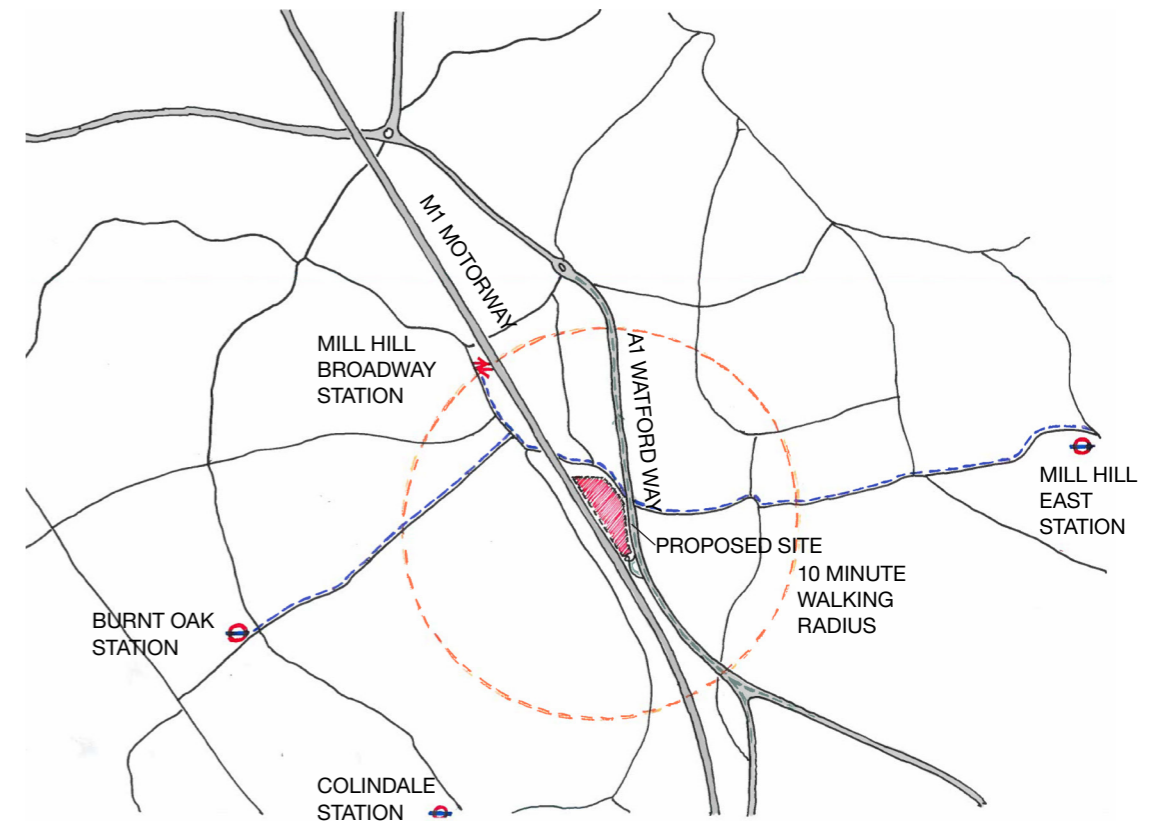 M1 MOTORWAY
MILL HILL
BROADWAY
STATION
A1 WATFORD WAY
MILL HILL
EAST
STATION
PROPOSED SITE
10 MINUTE
WALKING
RADIUS
BURNT OAK
STATION
COLINDALE
STATION